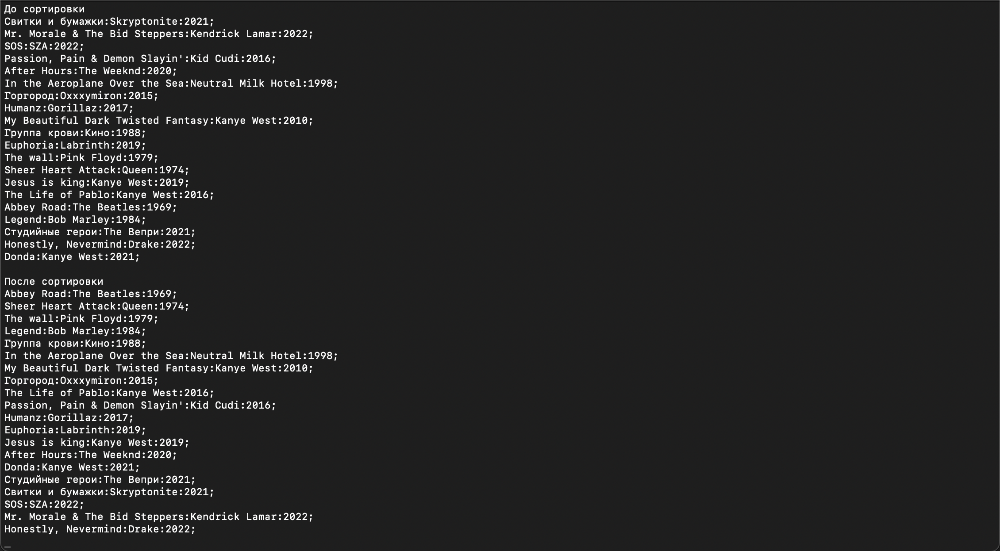 До сортировки
Свитки и бумажки:Skryptonite:2021;
Mr. Morale & The Bid Steppers:Kendrick Lamar:2022;
SOS:SZA:2022;
Passion, Pain & Demon Slayin':Kid Cudi:2016;
After Hours:The Weeknd:2020;
In the Aeroplane Over the Sea:Neutral Milk Hotel:1998;
Горгород:Oxxxymiron:2015;
Humanz:Gorillaz:2017;
My Beautiful Dark Twisted Fantasy:Kanye West:2010;
Группа крови:Кино:1988;
Euphoria:Labrinth:2019;
The wall:Pink Floyd:1979;
Sheer Heart Attack:Queen:1974;
Jesus is king:Kanye West:2019;
The Life of Pablo:Kanye West:2016;
Abbey Road:The Beatles:1969;
Legend:Bob Marley:1984;
Студийные герои:The Вепри:2021;
Honestly, Nevermind:Drake:2022;
Donda:Kanye West:2021;

После сортировки
Abbey Road:The Beatles:1969;
Sheer Heart Attack:Queen:1974;
The wall:Pink Floyd:1979;
Legend:Bob Marley:1984;
Группа крови:Кино:1988;
In the Aeroplane Over the Sea:Neutral Milk Hotel:1998;
My Beautiful Dark Twisted Fantasy:Kanye West:2010;
Горгород:Oxxxymiron:2015;
The Life of Pablo:Kanye West:2016;
Passion, Pain & Demon Slayin':Kid Cudi:2016;
Humanz:Gorillaz:2017;
Euphoria:Labrinth:2019;
Jesus is king:Kanye West:2019;
After Hours:The Weeknd:2020;
Donda:Kanye West:2021;
Студийные герои:The Вепри:2021;
Свитки и бумажки:Skryptonite:2021;
SOS:SZA:2022;
Mr. Morale & The Bid Steppers:Kendrick Lamar:2022;
Honestly, Nevermind:Drake:2022;